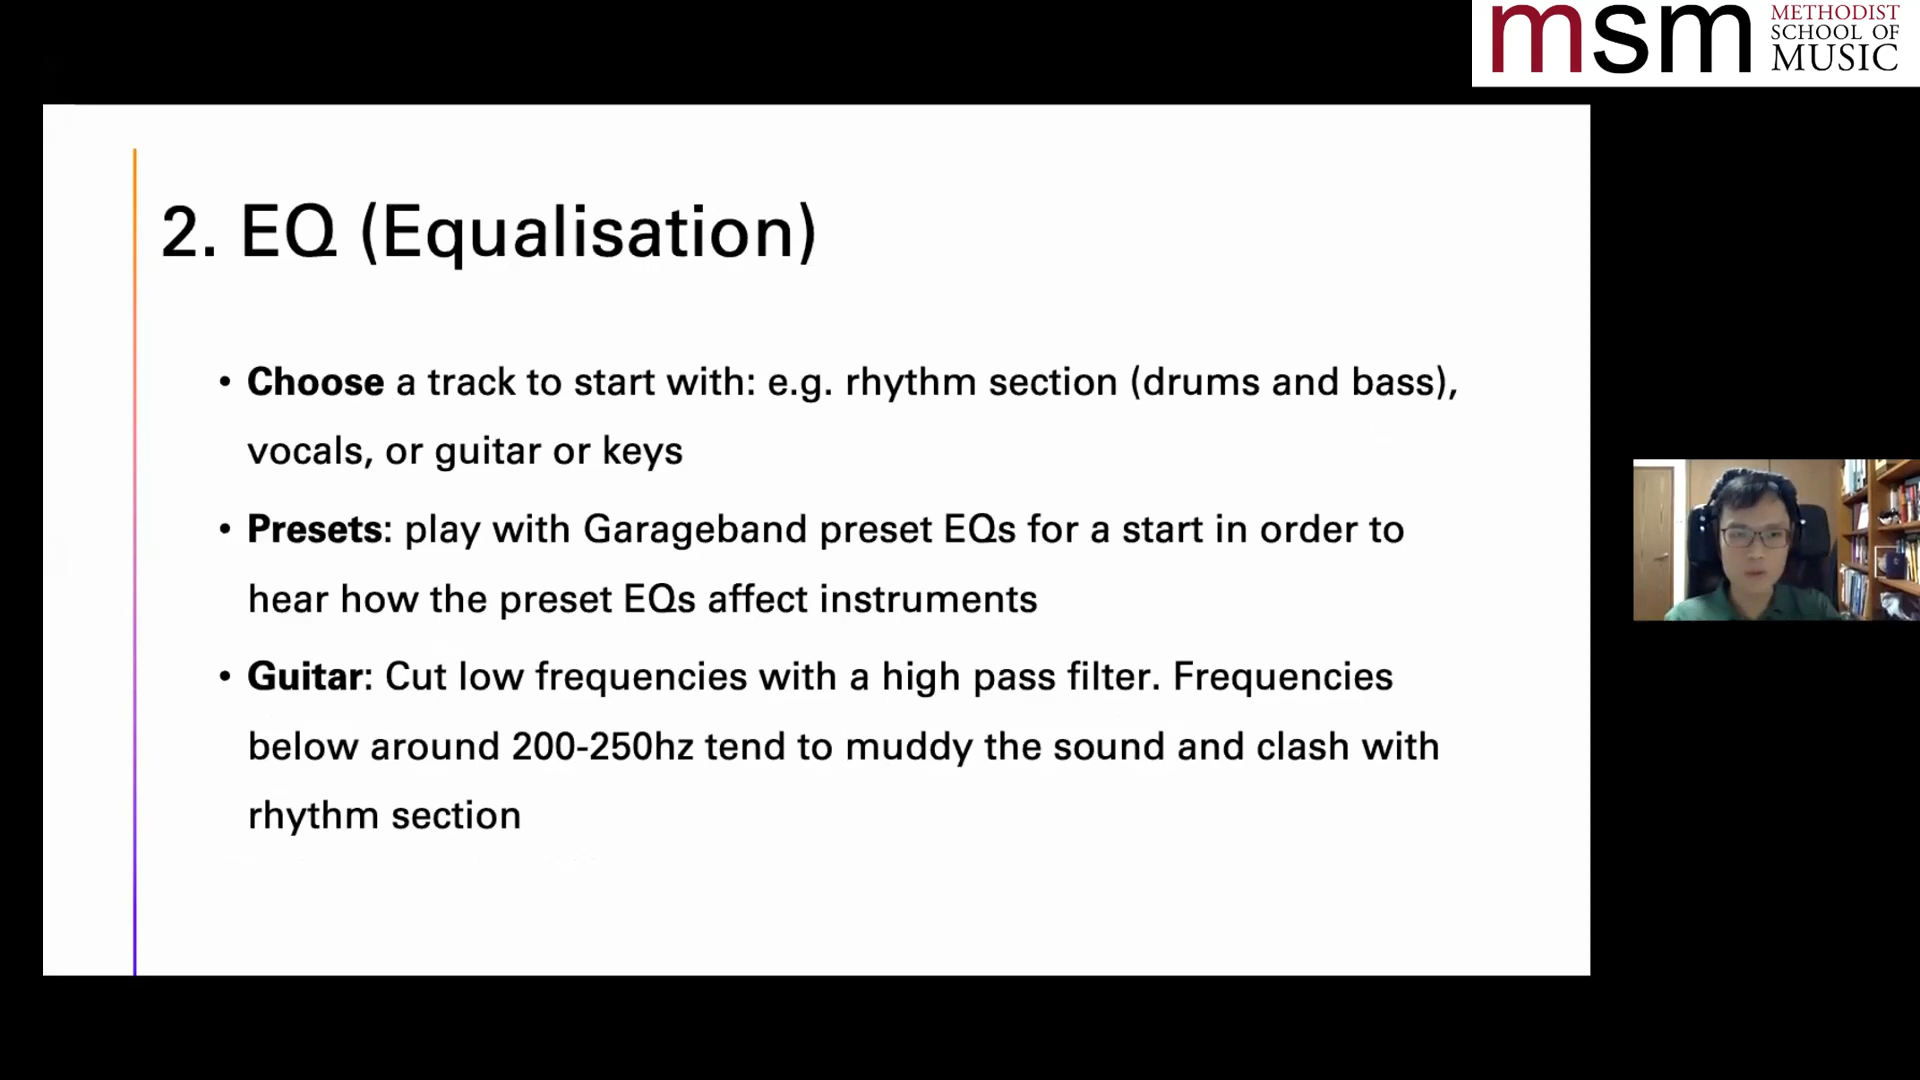 msm METHODIST
SCHOOL OF
MUSIC
2. EQ (Equalisation)
• Choose a track to start with: e.g. rhythm section (drums and bass),
vocals, or guitar or keys
• Presets: play with Garageband preset EQs for a start in order to
hear how the preset EQs affect instruments
• Guitar: Cut low frequencies with a high pass filter. Frequencies
below around 200-250hz tend to muddy the sound and clash with
rhythm section